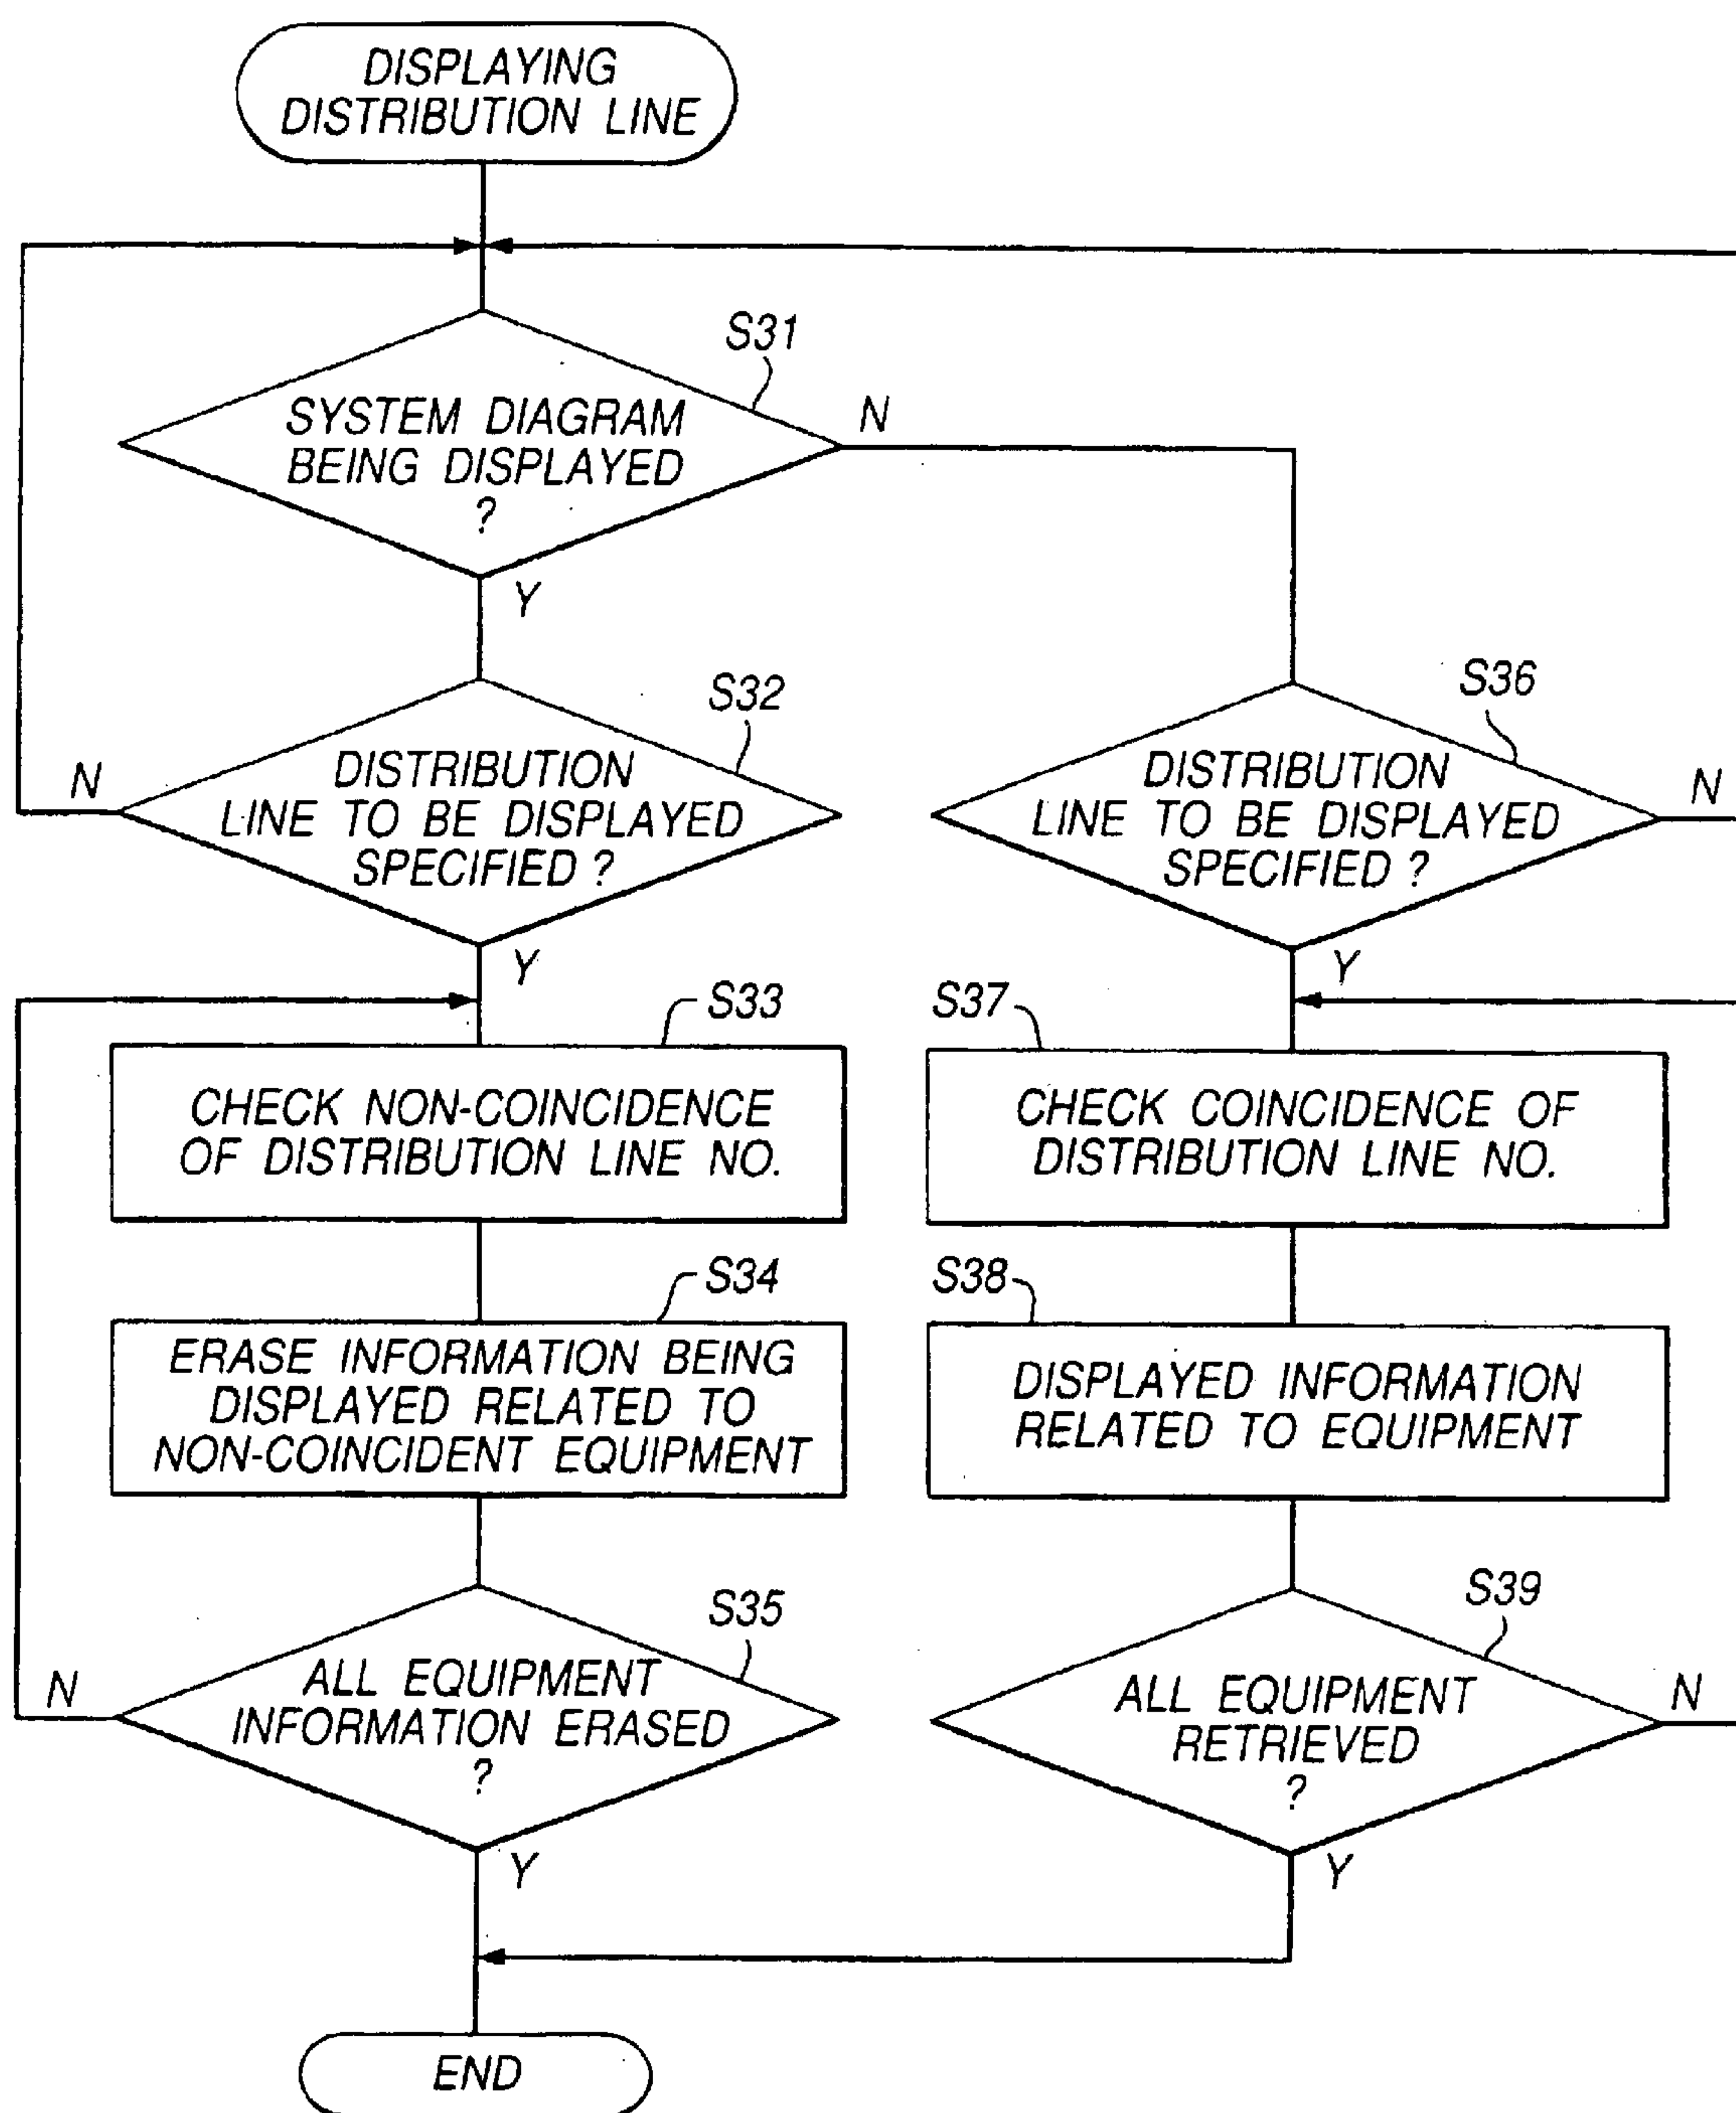 DISPLAYING
DISTRIBUTION LINE
S31
SYSTEM DIAGRAM
BEING DISPLAYED
?
N
Y
S32
DISTRIBUTION
LINE TO BE DISPLAYED
SPECIFIED ?
N
Y
S36
DISTRIBUTION
LINE TO BE DISPLAYED
SPECIFIED ?
N
Y
S33
CHECK NON-COINCIDENCE
OF DISTRIBUTION LINE NO.
S37
CHECK COINCIDENCE OF
DISTRIBUTION LINE NO.
S34
ERASE INFORMATION BEING
DISPLAYED RELATED TO
NON-COINCIDENT EQUIPMENT
S38
DISPLAYED INFORMATION
RELATED TO EQUIPMENT
S35
ALL EQUIPMENT
INFORMATION ERASED
?
N
Y
S39
ALL EQUIPMENT
RETRIEVED
?
N
Y
END